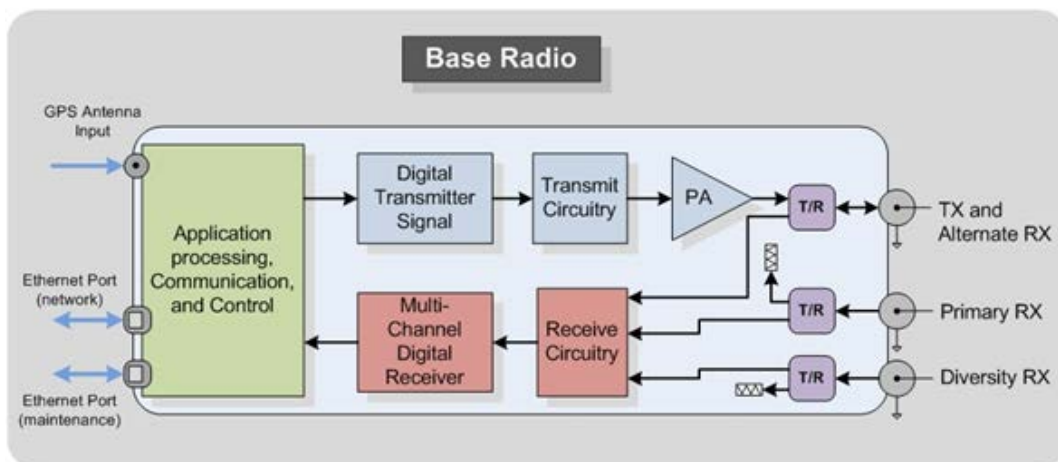 Base Radio
GPS Antenna
Input
Ethernet Port
(network)
Ethernet Port
(maintenance)
Application
processing,
Communication,
and Control
Digital
Transmitter
Signal
Transmit
Circuitry
PA
T/R
TX and
Alternate RX
Multi-
Channel
Digital
Receiver
Receive
Circuitry
T/R
Primary RX
T/R
Diversity RX